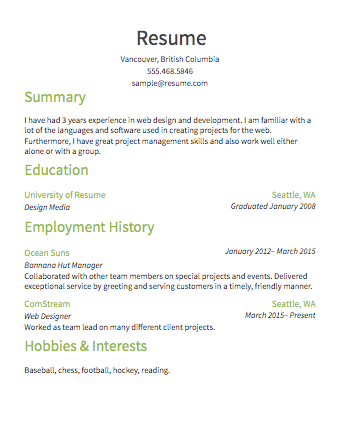 Resume
Vancouver, British Columbia
555.468.5846
sample@resume.com
Summary
I have had 3 years experience in web design and development. I am familiar with a
lot of the languages and software used in creating projects for the web.
Furthermore, I have great project management skills and also work well either
alone or with a group.
Education
University of Resume Seattle, WA
Design Media Graduated January 2008
Employment History
Ocean Suns January 2012– March 2015
Bannana Hut Manager
Collaborated with other team members on special projects and events. Delivered
exceptional service by greeting and serving customers in a timely, friendly manner.
ComStream Seattle, WA
Web Designer March 2015– Present
Worked as team lead on many different client projects.
Hobbies & Interests
Baseball, chess, football, hockey, reading.